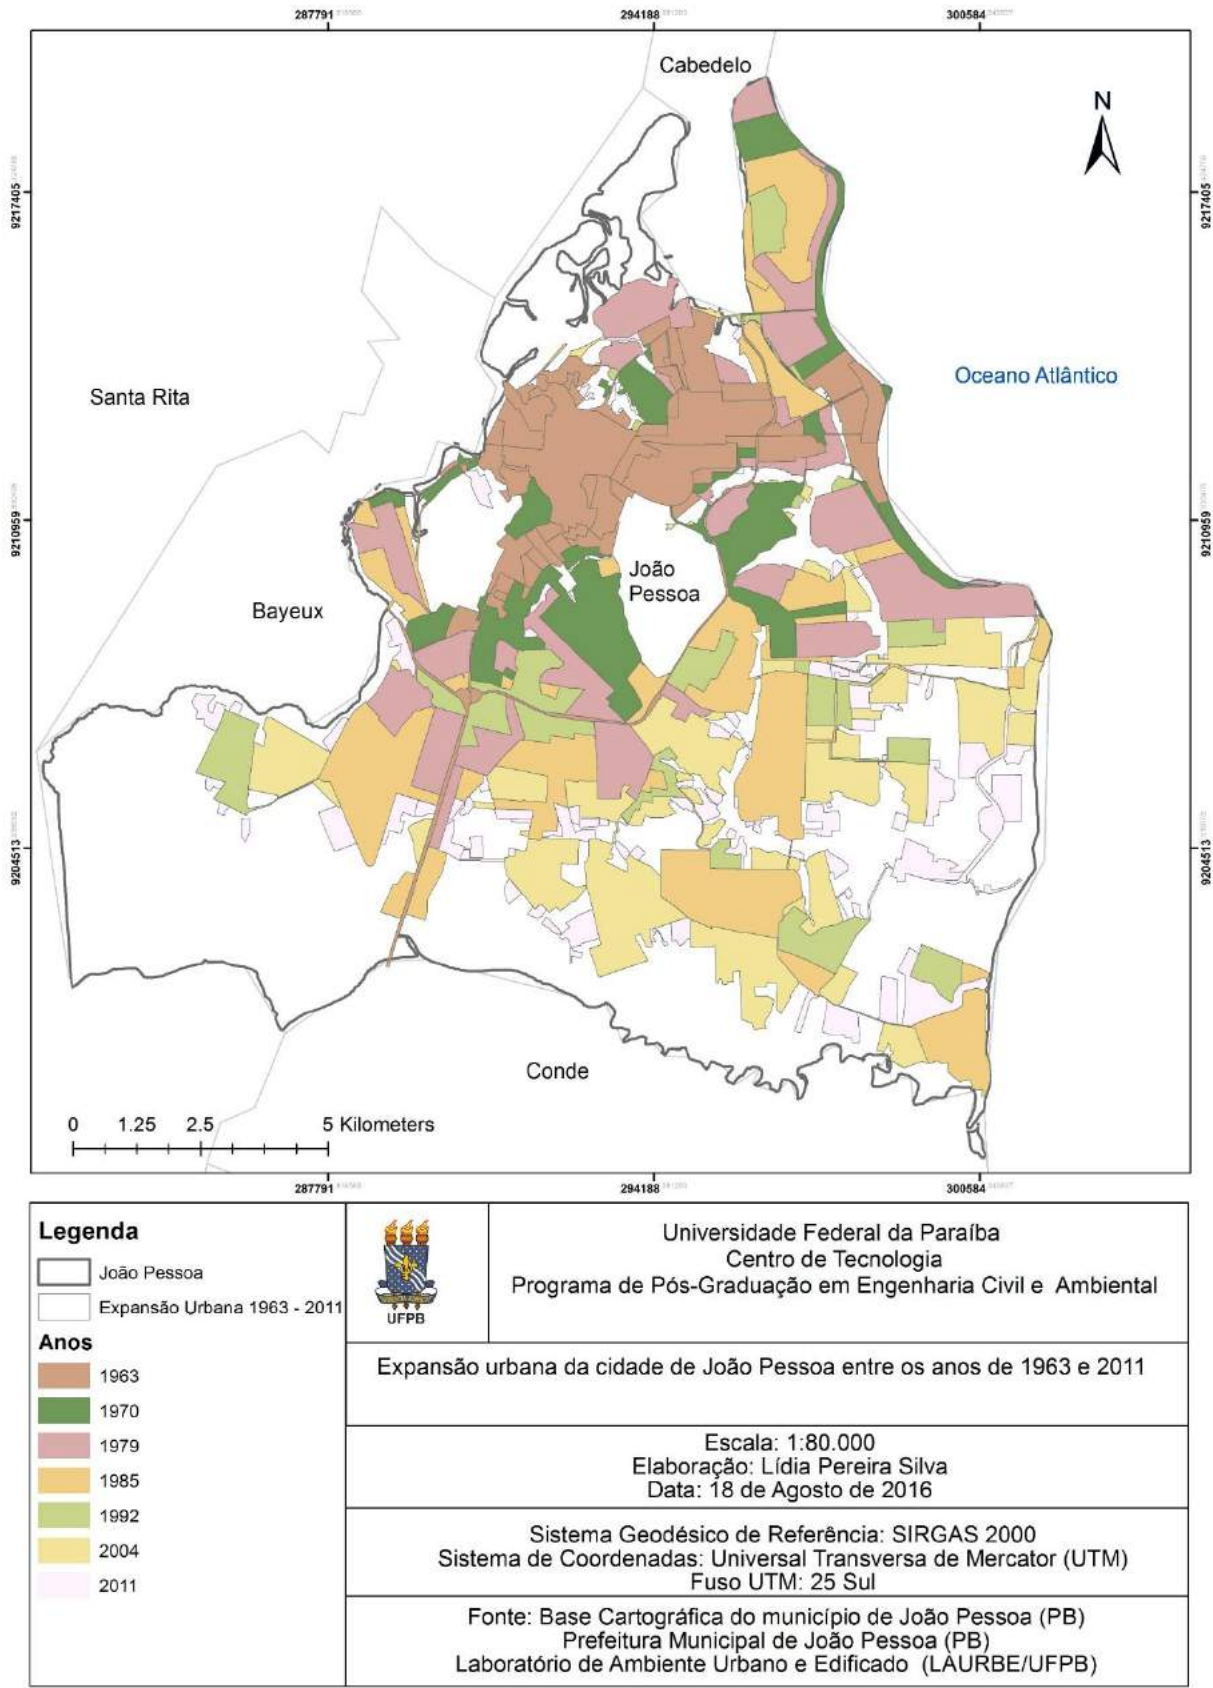 287791 294188 300584
Cabedelo
N
9217405 9217405
Oceano Atlântico
Santa Rita
9210959 9210959
João
Pessoa
Bayeux
9204513 9204513
Conde
0 1.25 2.5 5 Kilometers
287791 294188 300584
Legenda
João Pessoa
Expansão Urbana 1963 - 2011
Anos
1963
1970
1979
1985
1992
2004
2011
UFPB
Universidade Federal da Paraíba
Centro de Tecnologia
Programa de Pós-Graduação em Engenharia Civil e Ambiental
Expansão urbana da cidade de João Pessoa entre os anos de 1963 e 2011
Escala: 1:80.000
Elaboração: Lídia Pereira Silva
Data: 18 de Agosto de 2016
Sistema Geodésico de Referência: SIRGAS 2000
Sistema de Coordenadas: Universal Transversa de Mercator (UTM)
Fuso UTM: 25 Sul
Fonte: Base Cartográfica do município de João Pessoa (PB)
Prefeitura Municipal de João Pessoa (PB)
Laboratório de Ambiente Urbano e Edificado (LAURBE/UFPB)